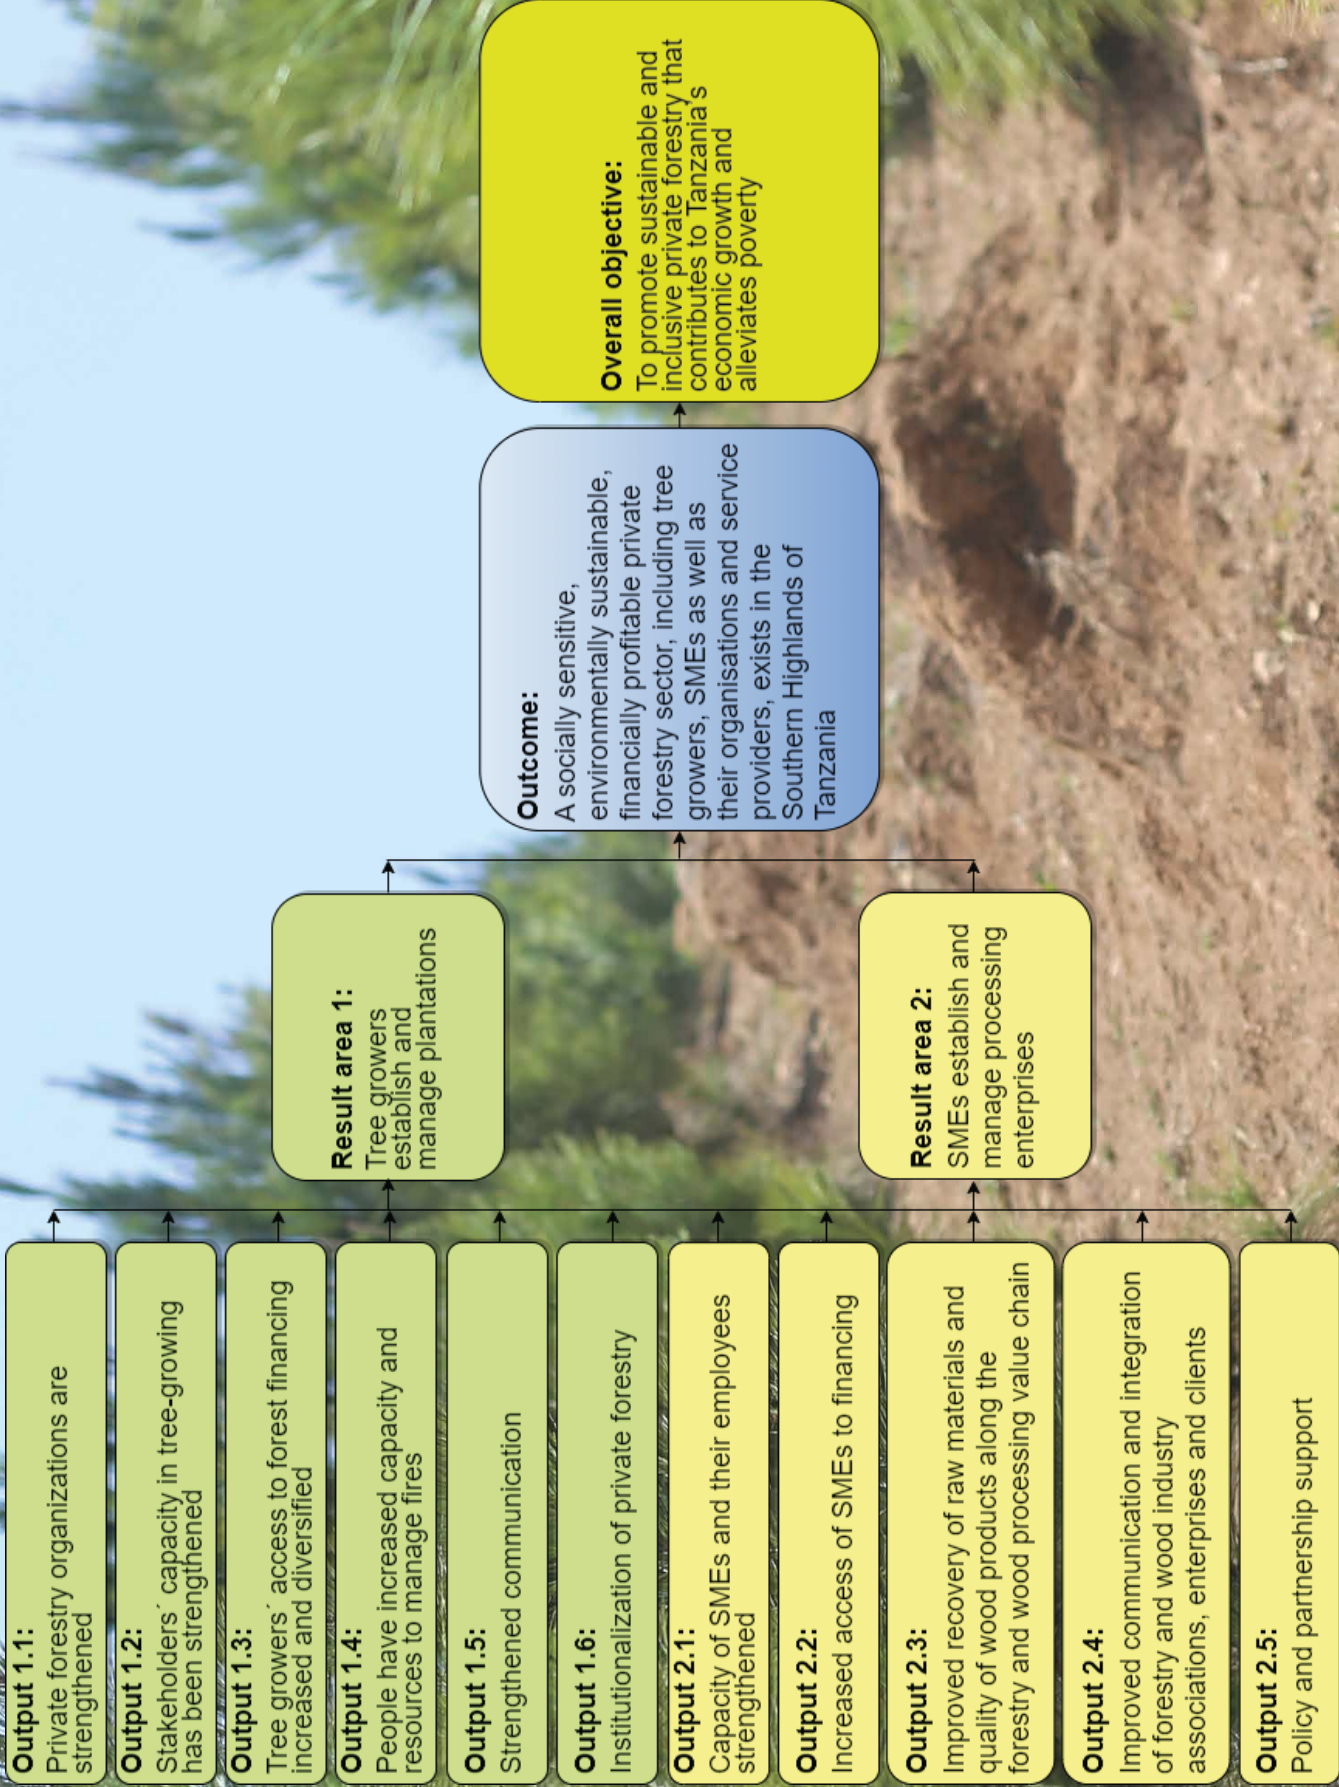 Output 1.1:
Private forestry organizations are
strengthened
Output 1.2:
Stakeholders´ capacity in tree-growing
has been strengthened
Output 1.3:
Tree growers´ access to forest financing
increased and diversified
Output 1.4:
People have increased capacity and
resources to manage fires
Output 1.5:
Strengthened communication
Output 1.6:
Institutionalization of private forestry
Output 2.1:
Capacity of SMEs and their employees
strengthened
Output 2.2:
Increased access of SMEs to financing
Output 2.3:
Improved recovery of raw materials and
quality of wood products along the
forestry and wood processing value chain
Output 2.4:
Improved communication and integration
of forestry and wood industry
associations, enterprises and clients
Output 2.5:
Policy and partnership support
Result area 1:
Tree growers
establish and
manage plantations
Result area 2:
SMEs establish and
manage processing
enterprises
Outcome:
A socially sensitive,
environmentally sustainable,
financially profitable private
forestry sector, including tree
growers, SMEs as well as
their organisations and service
providers, exists in the
Southern Highlands of
Tanzania
Overall objective:
To promote sustainable and
inclusive private forestry that
contributes to Tanzania's
economic growth and
alleviates poverty